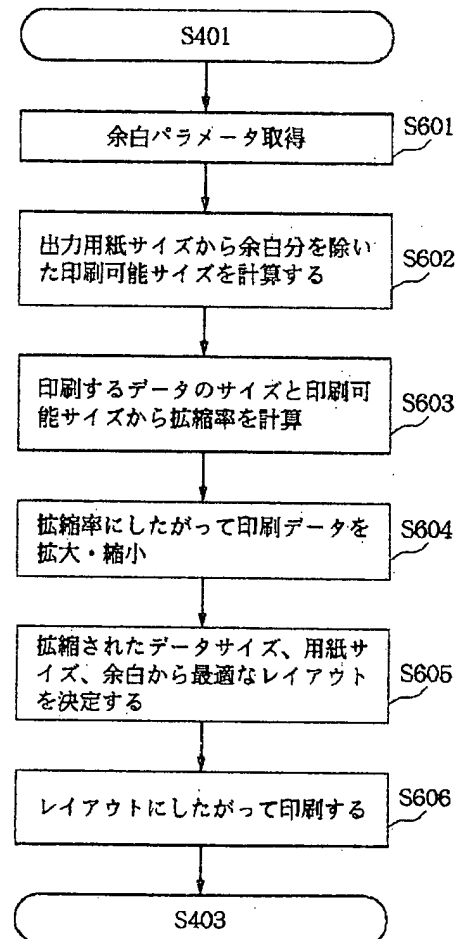 S401
余白パラメータ取得
S601
出力用紙サイズから余白分を除い
た印刷可能サイズを計算する
S602
印刷するデータのサイズと印刷可
能サイズから拡縮率を計算
S603
拡縮率にしたがって印刷データを
拡大・縮小
S604
拡縮されたデータサイズ、用紙サ
イズ、余白から最適なレイアウト
を決定する
S605
レイアウトにしたがって印刷する
S606
S403